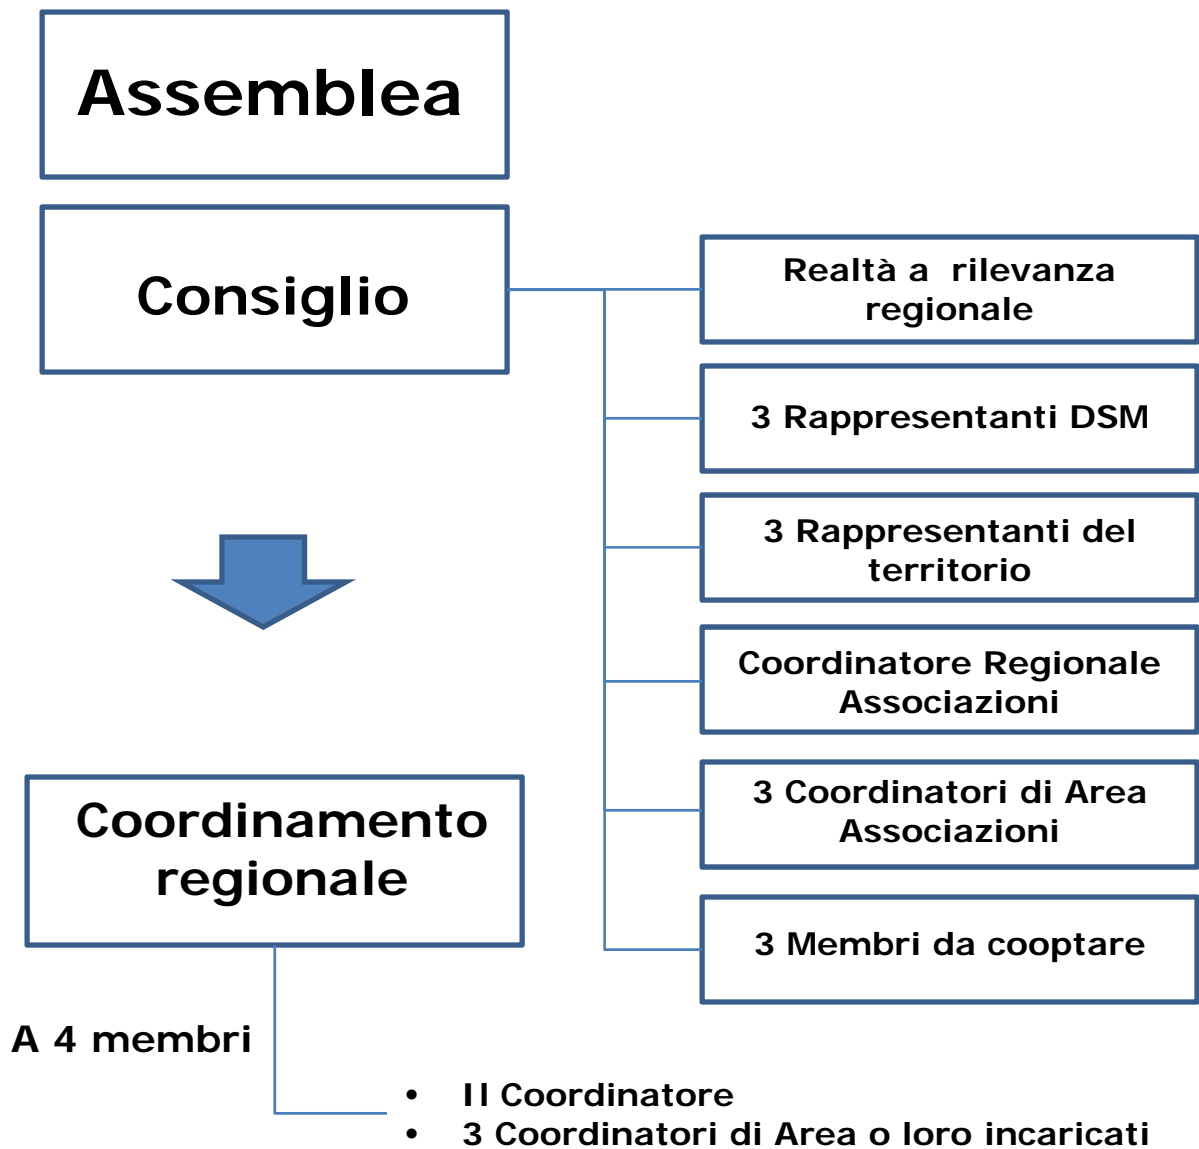 Assemblea
Consiglio
Realtà a rilevanza
regionale
3 Rappresentanti DSM
3 Rappresentanti del
territorio
Coordinatore Regionale
Associazioni
3 Coordinatori di Area
Associazioni
3 Membri da cooptare
Coordinamento
regionale
A 4 membri
• Il Coordinatore
• 3 Coordinatori di Area o loro incaricati